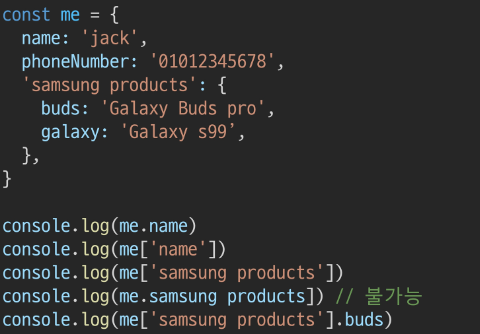 const me = {
  name: 'jack',
  phoneNumber: '01012345678',
  'samsung products': {
    buds: 'Galaxy Buds pro',
    galaxy: 'Galaxy s99’,
  },
}

console.log(me.name)
console.log(me['name'])
console.log(me['samsung products'])
console.log(me.samsung products]) // 불가능
console.log(me['samsung products'].buds)